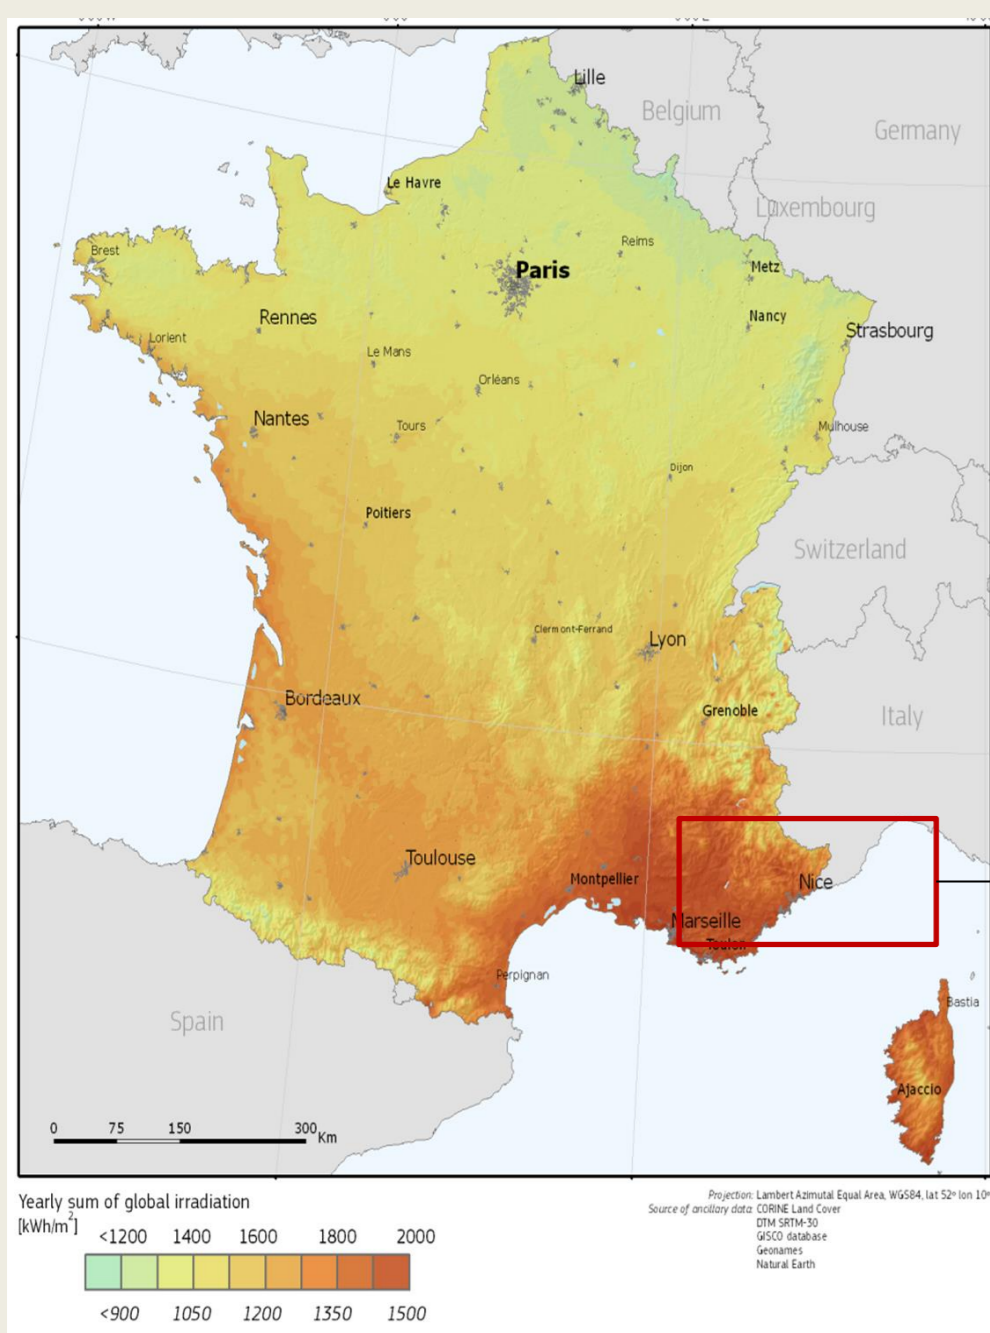 Lille
Belgium
Germany
Le Havre
Luxembourg
Reims
Brest
Paris
Metz
Rennes
Nancy
Strasbourg
Lorient
Le Mans
Orléans
Nantes
Tours
Mulhouse
Dijon
Poitiers
Switzerland
Clermont-Ferrand
Lyon
Bordeaux
Grenoble
Italy
Toulouse
Montpellier
Nice
Marseille
Toulon
Perpignan
Bastia
Spain
Ajaccio
0 75 150 300 Km
Yearly sum of global irradiation
[kWh/m²]
<1200 1400 1600 1800 2000
<900 1050 1200 1350 1500
Projection: Lambert Azimutal Equal Area, WGS84, lat 52º lon 10º
Source of ancillary data: CORINE Land Cover
DTM SRTM-30
GISCO database
Geonames
Natural Earth